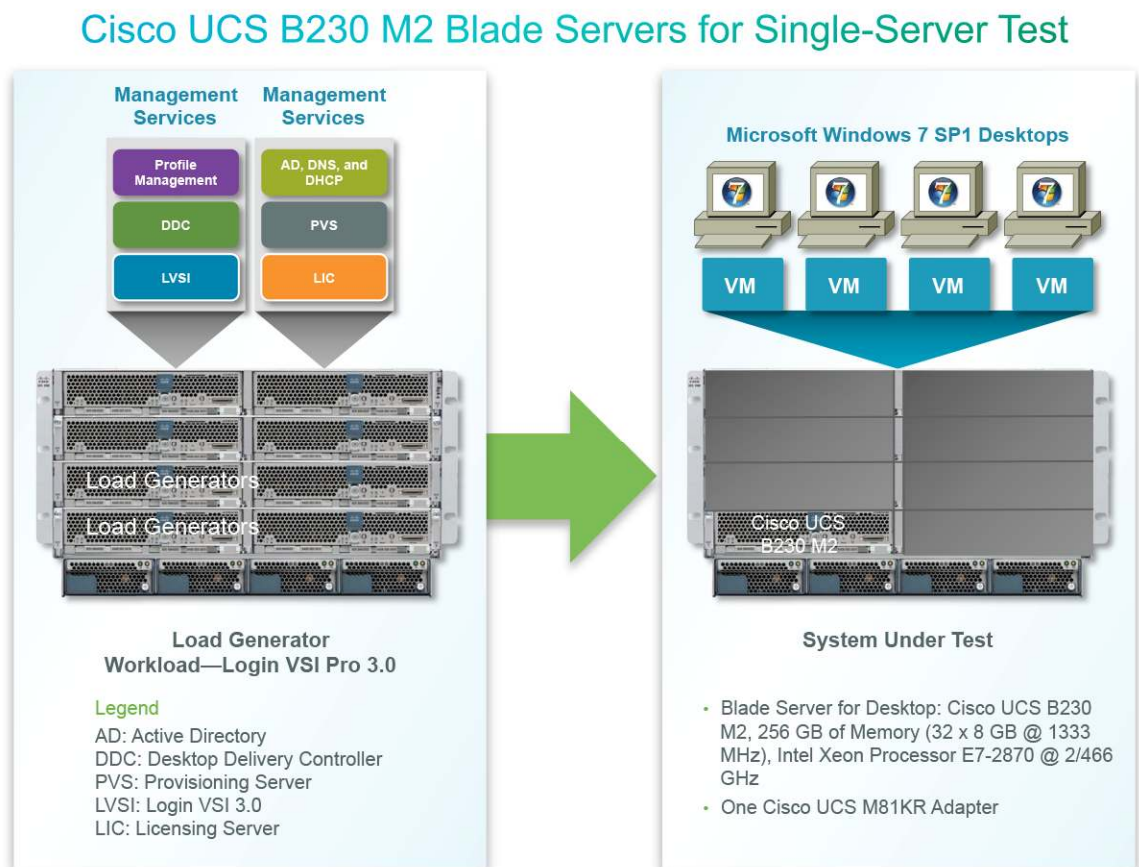 Cisco UCS B230 M2 Blade Servers for Single-Server Test
Management
Services
Management
Services
Profile
Management
AD, DNS, and
DHCP
DDC
PVS
LVSI
LIC
Load Generators
Load Generators
Load Generator
Workload—Login VSI Pro 3.0
Legend
AD: Active Directory
DDC: Desktop Delivery Controller
PVS: Provisioning Server
LVSI: Login VSI 3.0
LIC: Licensing Server
Microsoft Windows 7 SP1 Desktops
7
7
7
7
VM
VM
VM
VM
Cisco UCS
B230 M2
System Under Test
• Blade Server for Desktop: Cisco UCS B230
M2, 256 GB of Memory (32 x 8 GB @ 1333
MHz), Intel Xeon Processor E7-2870 @ 2/466
GHz
• One Cisco UCS M81KR Adapter